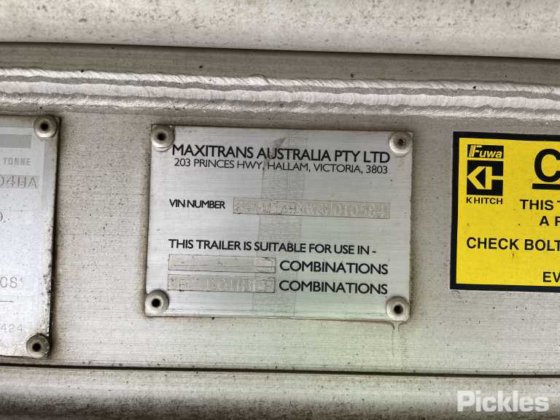 TONNE
04HA
424
MAXITRANS AUSTRALIA PTY LTD
203 PRINCES HWY, HALLAM, VICTORIA, 3803
VIN NUMBER
THIS TRAILER IS SUITABLE FOR USE IN -
COMBINATIONS
COMBINATIONS
Fuwa
KH
K HITCH
THIS T
A F
CHECK BOLT
EV
Pickles